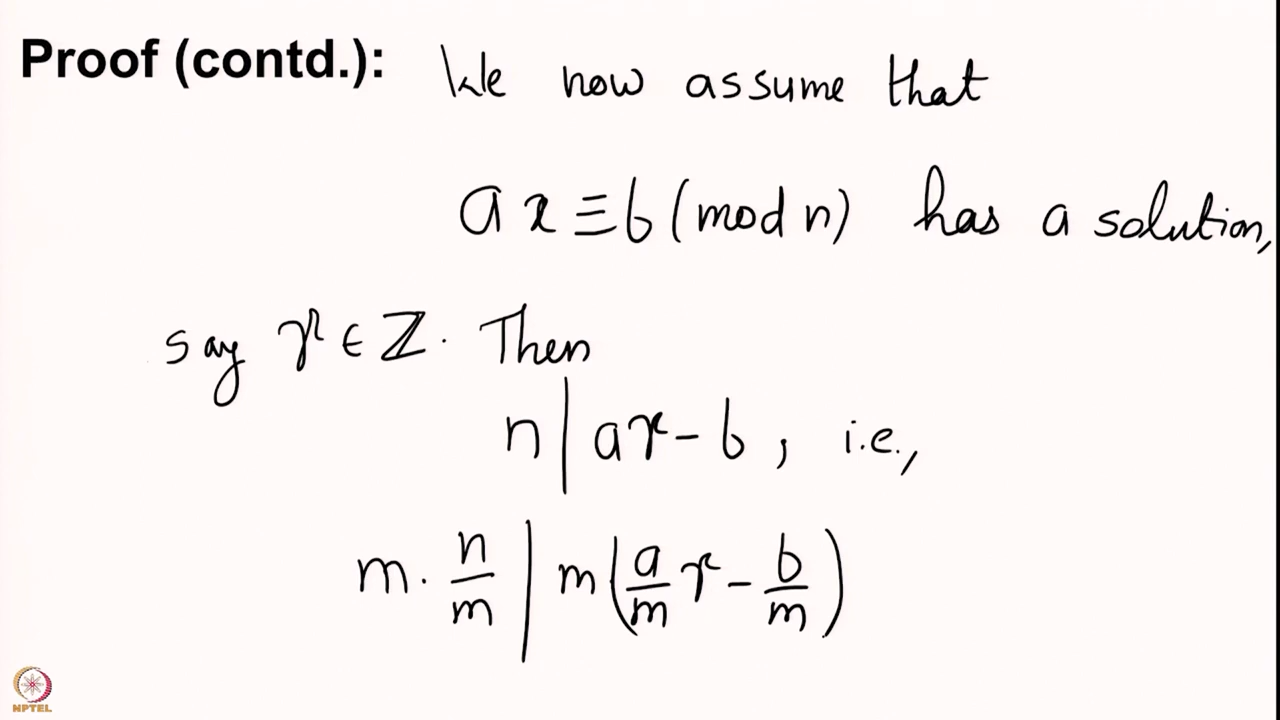 Proof (contd.): We now assume that
ax ≡ b (mod n) has a solution,
say r ∈ ℤ. Then
n | ar - b, i.e.,
m · n/m | m(a/m r - b/m)
NPTEL